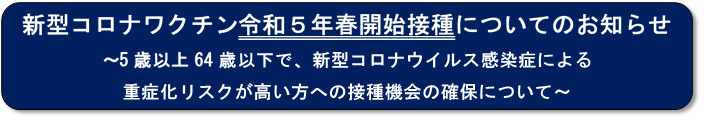 新型コロナワクチン令和５年春開始接種についてのお知らせ
~5 歳以上 64 歳以下で、新型コロナウイルス感染症による
重症化リスクが高い方への接種機会の確保について～